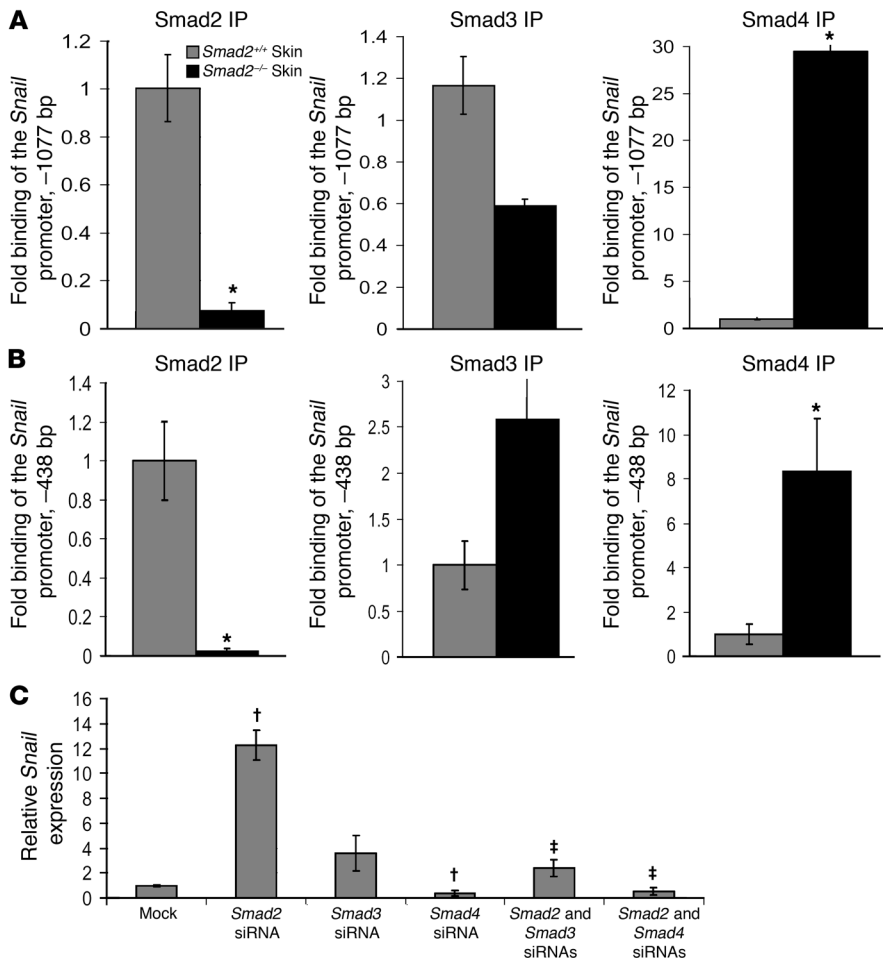 A
Smad2 IP
Smad3 IP
Smad4 IP
Fold binding of the Snail
promoter, –1077 bp
1.2
1
0.8
0.6
0.4
0.2
0
Smad2+/+ Skin
Smad2–/– Skin
*
Fold binding of the Snail
promoter, –1077 bp
1.4
1.2
1
0.8
0.6
0.4
0.2
0
Fold binding of the Snail
promoter, –1077 bp
30
25
20
15
10
5
0
*
B
Smad2 IP
Smad3 IP
Smad4 IP
Fold binding of the Snail
promoter, –438 bp
1.4
1.2
1
0.8
0.6
0.4
0.2
0
*
Fold binding of the Snail
promoter, –438 bp
3
2.5
2
1.5
1
0.5
0
Fold binding of the Snail
promoter, –438 bp
12
10
8
6
4
2
0
*
C
Relative Snail
expression
16
14
12
10
8
6
4
2
0
†
†
‡
‡
Mock
Smad2
siRNA
Smad3
siRNA
Smad4
siRNA
Smad2 and
Smad3
siRNAs
Smad2 and
Smad4
siRNAs